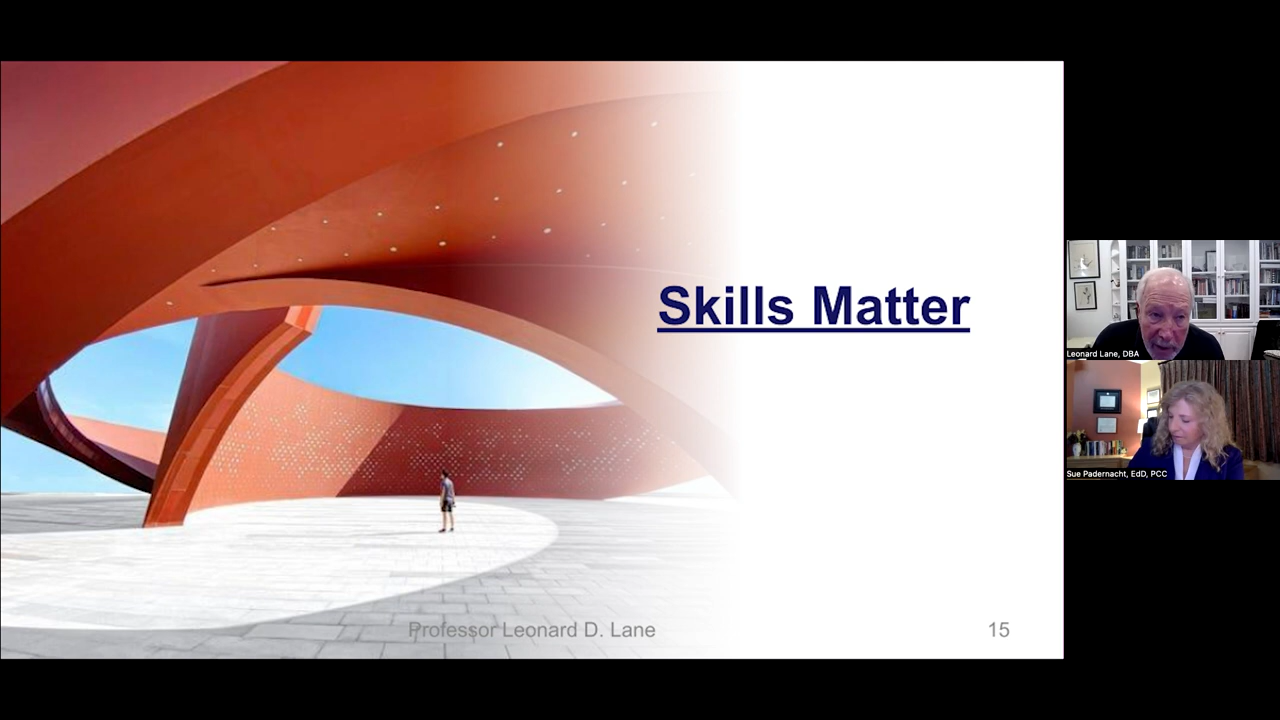 Skills Matter
Professor Leonard D. Lane
15
Leonard Lane, DBA
Sue Padernacht, EdD, PCC